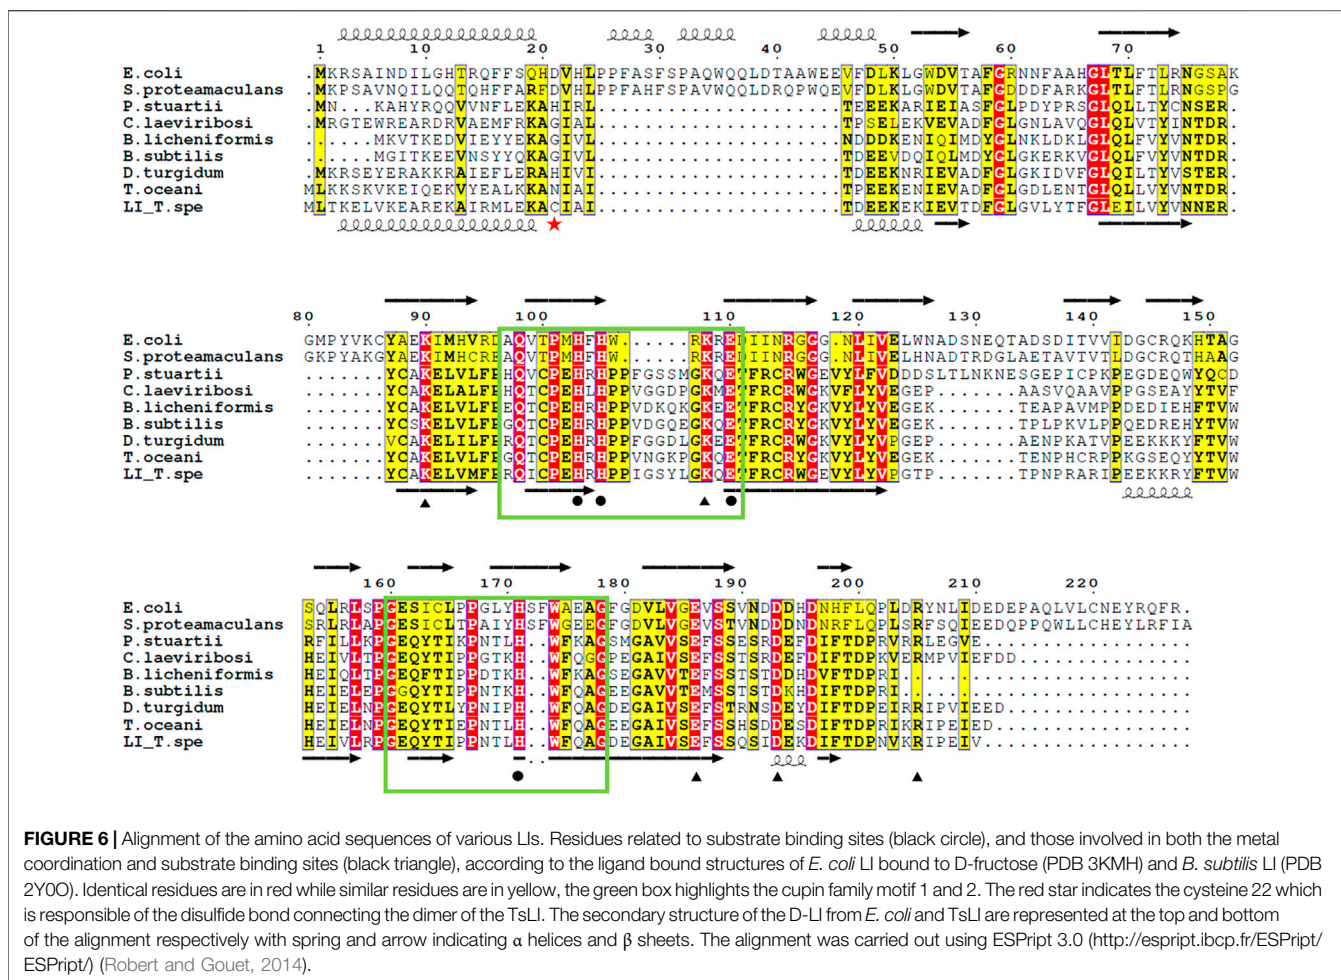 1 10 20 30 40 50 60 70
E.coli .MKRSAINDILGHTRQFFSQHDVHLPPFASFSPAQWQQLDTAAWEEVFDLKLGWDVTAFGRNNFAAHGLTLFTLRNGSAK
S.proteamaculans .MKPSAVNQILQQTQHFFARFDVHLPPFAHFSPAVWQQLDRQPWQEVFDLKLGWDVTAFGDDDFARKGLTLFTLRNGSPG
P.stuartii .MN...KAHYRQQVVNFLEKAHIRL.....................TEEEKARIEIASFGLPDYPRSGLQLLTYCNSER.
C.laeviribosi .MRGTEWREARDRVAEMFRKAGIAL.....................TPSELEKVEVADFGLGNLAVQGLQLVTYINTDR.
B.licheniformis ......MKVTKEDVIEYYEKAGIVL.....................NDDDKENIQLMDYGLNKLDKLGLQLFVYVNTDR.
B.subtilis ......MGITKEEVNSYYQKAGIVL.....................TDEEVDQIQLMDYGLGKERKVGLQLFVYVNTDR.
D.turgidum .MKRSEYERAKKRAIEFLERAHIVI.....................TEEEKNRIEVADFGLGKIDVFGLQLLTYVSTER.
T.oceani MLKKSKVKEIQEKVYEALKKANIAI.....................TPEEKENIEVADFGLGDLENTGLQLLVYVNTDR.
LI_T.spe MLTKELVKEAREKAIRMLEKACIAI.....................TDEEKEKIEVTDFGLGVLYTFGLEILVYVNNER.
80 90 100 110 120 130 140 150
E.coli GMPYVKCYAEKIMHVRDAQVTPMHFHW.....RKREDIINRGGG.NLIVELWNADSNEQTADSDITVVIDGCRQKHTAG
S.proteamaculans GKPYAKGYAEKIMHCREAQVTPMHFHW.....RKREDIINRGGG.NLIVELHNADTRDGLAETAVTVTLDGCRQTHAAG
P.stuartii .......YCAKELVLFPHQVCPEHRHPPFGSSMGKQETFRCRWGEVYLFVDDDSLTLNKNESGEPICPKPEGDEQWYQCD
C.laeviribosi .......YCAKELALFPHQTCPEHLHPPVGGDPGKMETFRCRWGKVFLYVEGEP.......AASVQAAVPPGSEAYYTVF
B.licheniformis .......YCAKELVLFPEQTCPEHRHPPVDKQKGKEETFRCRYGKVYLYVEGEK.......TEAPAVMPPDEDIEHFTVW
B.subtilis .......YCSKELVLFPGQTCPEHRHPPVDGQEGKQETFRCRYGKVYLYVEGEK.......TPLPKVLPPQEDREHYTVW
D.turgidum .......VCAKELILFPRQTCPEHRHPPFGGDLGKEETFRCRWGKVYLYVPGEP.......AENPKATVPEEKKKYFTVW
T.oceani .......YCAKELVLFPGQTCPEHRHPPVNGKPGKQETFRCRYGKVYLYVEGEK.......TENPHCRPPKGSEQYYTVW
LI_T.spe .......YCAKELVMFPRQICPEHRHPPIGSYLGKQETFRCRWGEVYLYVPGTP.......TPNPRARIPEEKKRYFTVW
160 170 180 190 200 210 220
E.coli SQLRLSPGESICLPPGLYHSFWAEAGFGDVLVGEVSSVNDDDHDNHFLQPLDRYNLIDEDEPAQLVLCNEYRQFR.
S.proteamaculans SRLRLAPGESICLTPAIYHSFWGEEGFGDVLVGEVSTVNDDDNDNRFLQPLSRFSQIEEDQPPQWLLCHEYLRFIA
P.stuartii RFILLKPGEQYTIKPNTLH..WFKAGSMGAVVSEFSSESRDEFDIFTDPRVRRLEGVE..................
C.laeviribosi HEIVLTPGEQYTIPPGTKH..WFQGGPEGAIVSEFSSTSRDEFDIFTDPKVERMPVIEFDD...............
B.licheniformis HEIQLTPGEQFTIPPDTKH..WFKAGSEGAVVTEFSSTSTDDHDVFTDPRI.........................
B.subtilis HEIELEPGGQYTIPPNTKH..WFQAGEEGAVVTEMSSTSTDKHDIFTDPRI.........................
D.turgidum HEIELNPGEQYTLYPNIPH..WFQAGDEGAIVSEFSTRNSDEYDIFTDPEIRRIPVIEED................
T.oceani HEIELNPGEQYTIEPNTLH..WFQAGEEGAIVSEFSSHSDDESDIFTDPRIKRIPEIED.................
LI_T.spe HEIVLRPGEQYTIPPNTLH..WFQAGDEGAIVSEFSSQSIDEKDIFTDPNVKRIPEIV..................
FIGURE 6 | Alignment of the amino acid sequences of various LIs. Residues related to substrate binding sites (black circle), and those involved in both the metal
coordination and substrate binding sites (black triangle), according to the ligand bound structures of E. coli LI bound to D-fructose (PDB 3KMH) and B. subtilis LI (PDB
2Y0O). Identical residues are in red while similar residues are in yellow, the green box highlights the cupin family motif 1 and 2. The red star indicates the cysteine 22 which
is responsible of the disulfide bond connecting the dimer of the TsLI. The secondary structure of the D-LI from E. coli and TsLI are represented at the top and bottom
of the alignment respectively with spring and arrow indicating α helices and β sheets. The alignment was carried out using ESPript 3.0 (http://espript.ibcp.fr/ESPript/
ESPript/) (Robert and Gouet, 2014).